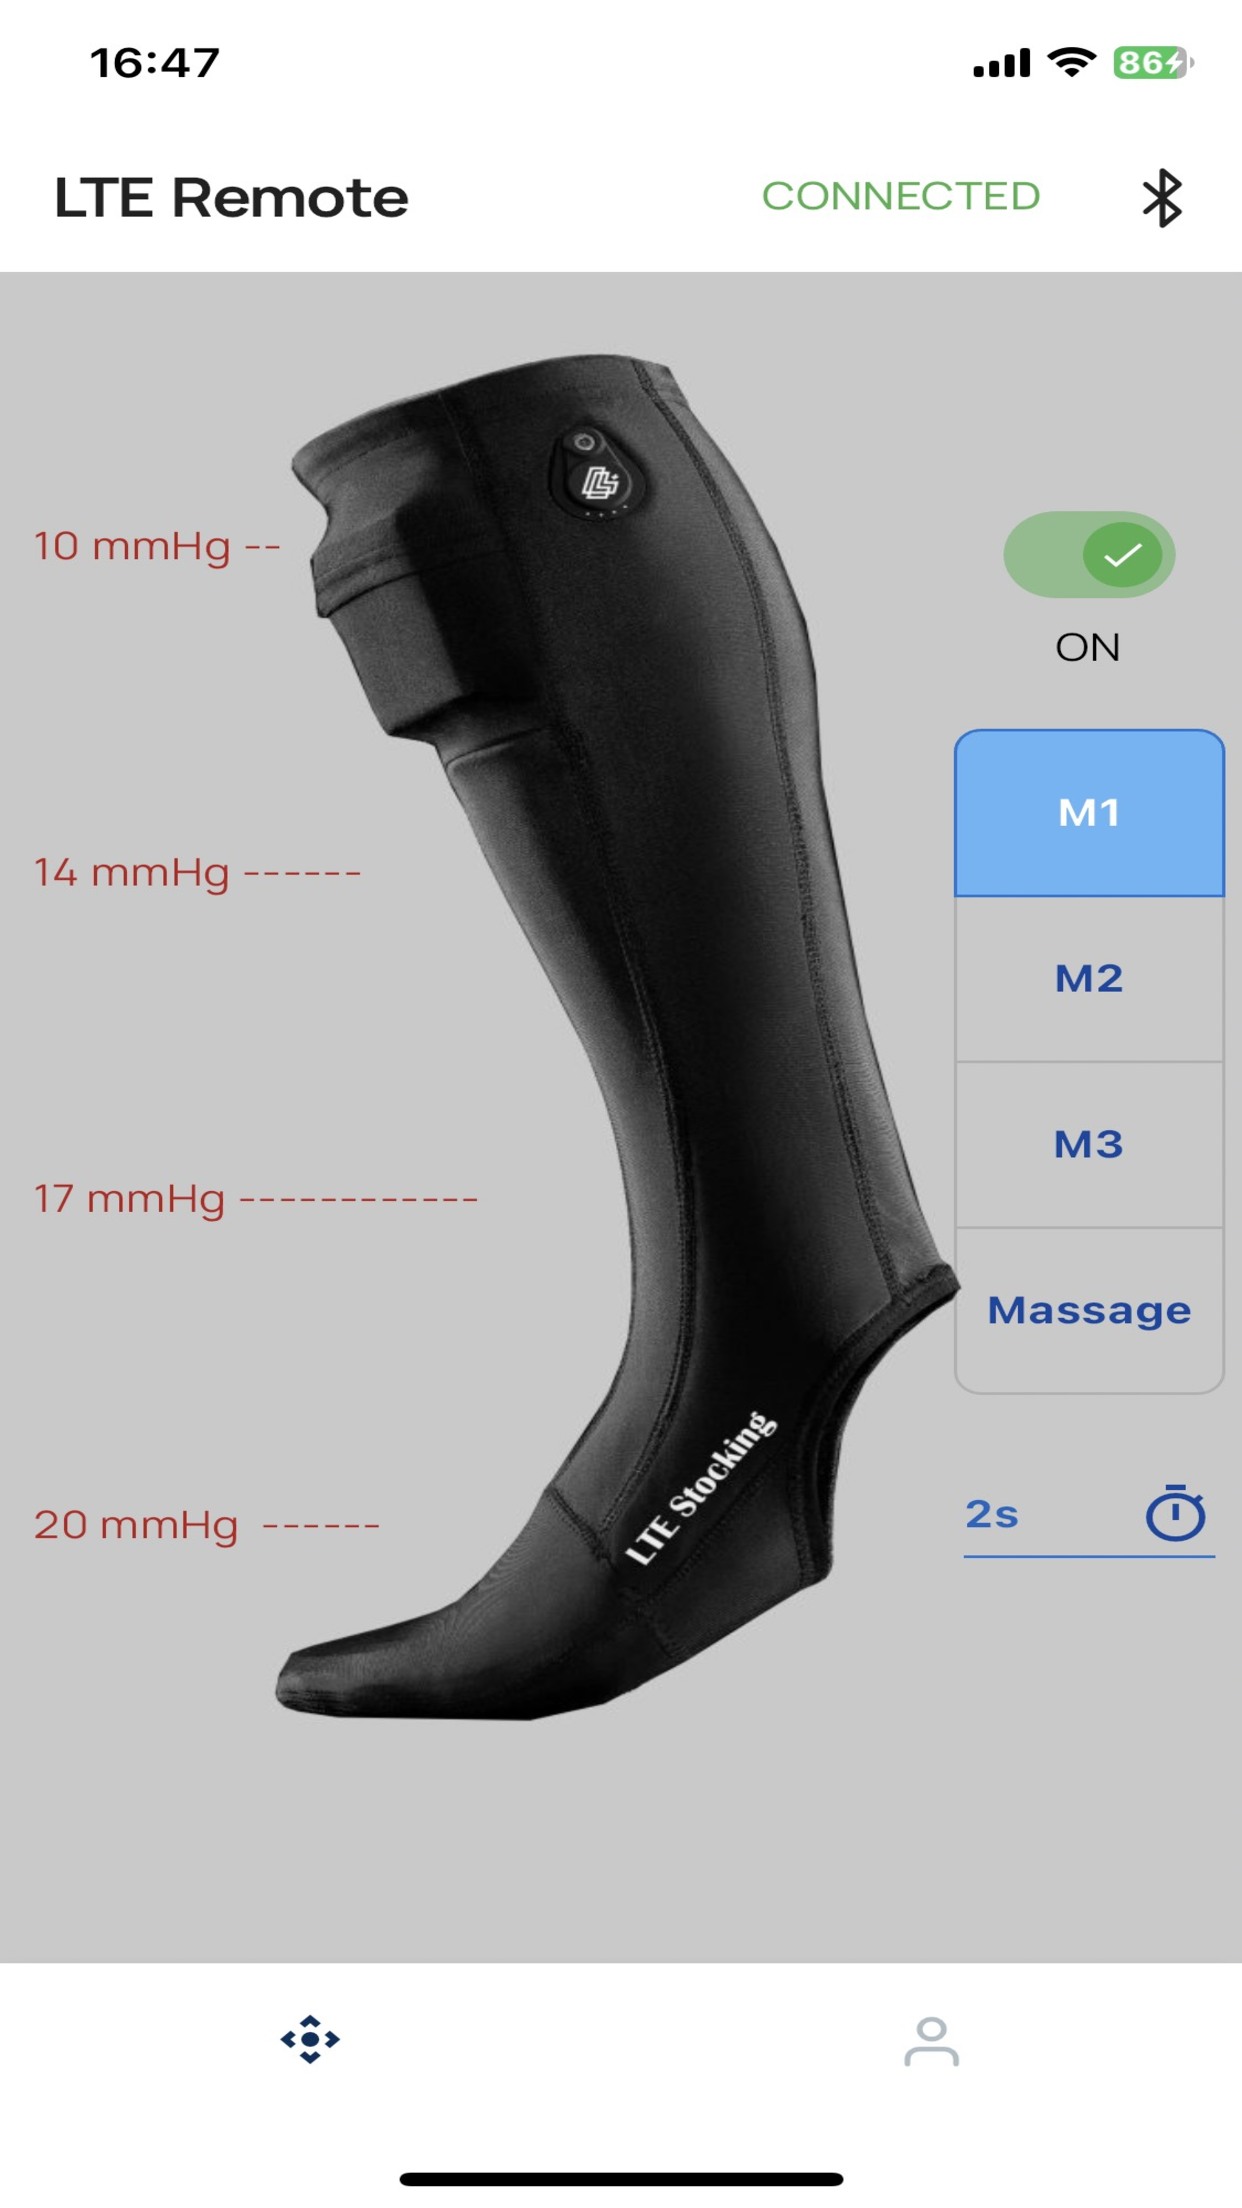 16:47
86
LTE Remote
CONNECTED
10 mmHg --
ON
M1
14 mmHg ------
M2
M3
17 mmHg ------------
Massage
LTE Stocking
20 mmHg ------
2s